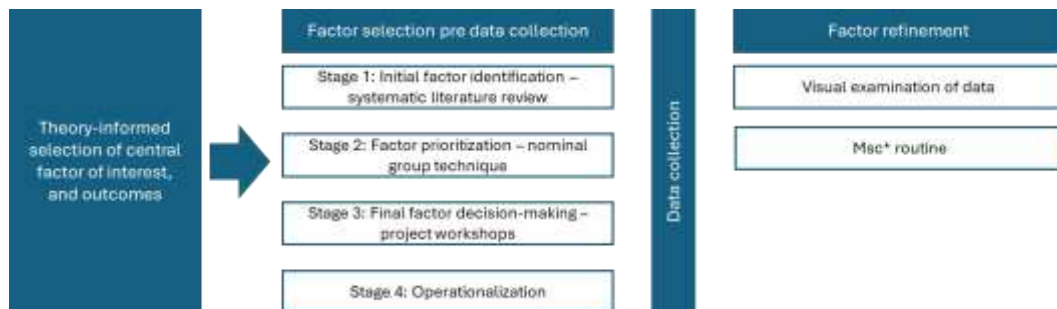 Theory-informed
selection of central
factor of interest,
and outcomes
Factor selection pre data collection
Stage 1: Initial factor identification –
systematic literature review
Stage 2: Factor prioritization – nominal
group technique
Stage 3: Final factor decision-making –
project workshops
Stage 4: Operationalization
Data collection
Factor refinement
Visual examination of data
Msc* routine